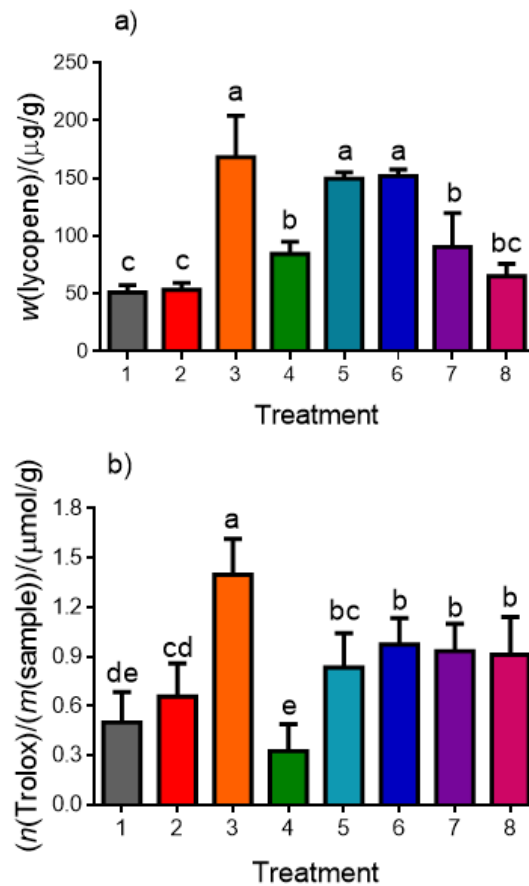 a)
w(lycopene)/(µg/g)
250
200
150
100
50
0
a
a
a
b
b
bc
c
c
1 2 3 4 5 6 7 8
Treatment
b)
(n(Trolox)/(m(sample))/(µmol/g)
1.8
1.5
1.2
0.9
0.6
0.3
0.0
a
bc
b
b
b
de
cd
e
1 2 3 4 5 6 7 8
Treatment